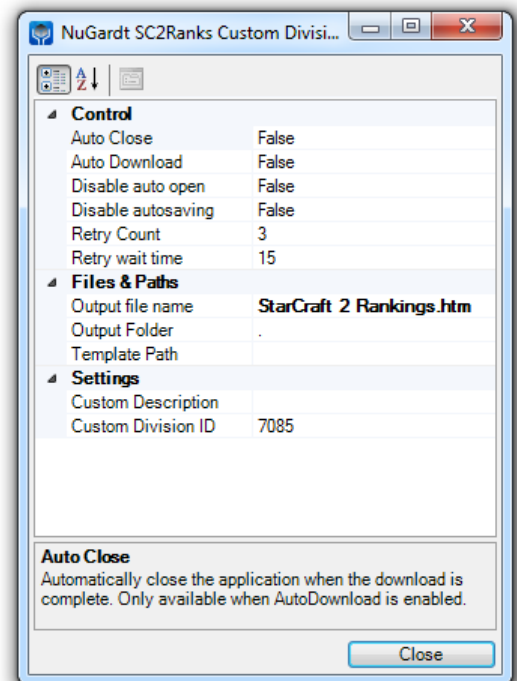 NuGardt SC2Ranks Custom Divisi...
Control
Auto Close False
Auto Download False
Disable auto open False
Disable autosaving False
Retry Count 3
Retry wait time 15
Files & Paths
Output file name StarCraft 2 Rankings.htm
Output Folder .
Template Path
Settings
Custom Description
Custom Division ID 7085
Auto Close
Automatically close the application when the download is
complete. Only available when AutoDownload is enabled.
Close